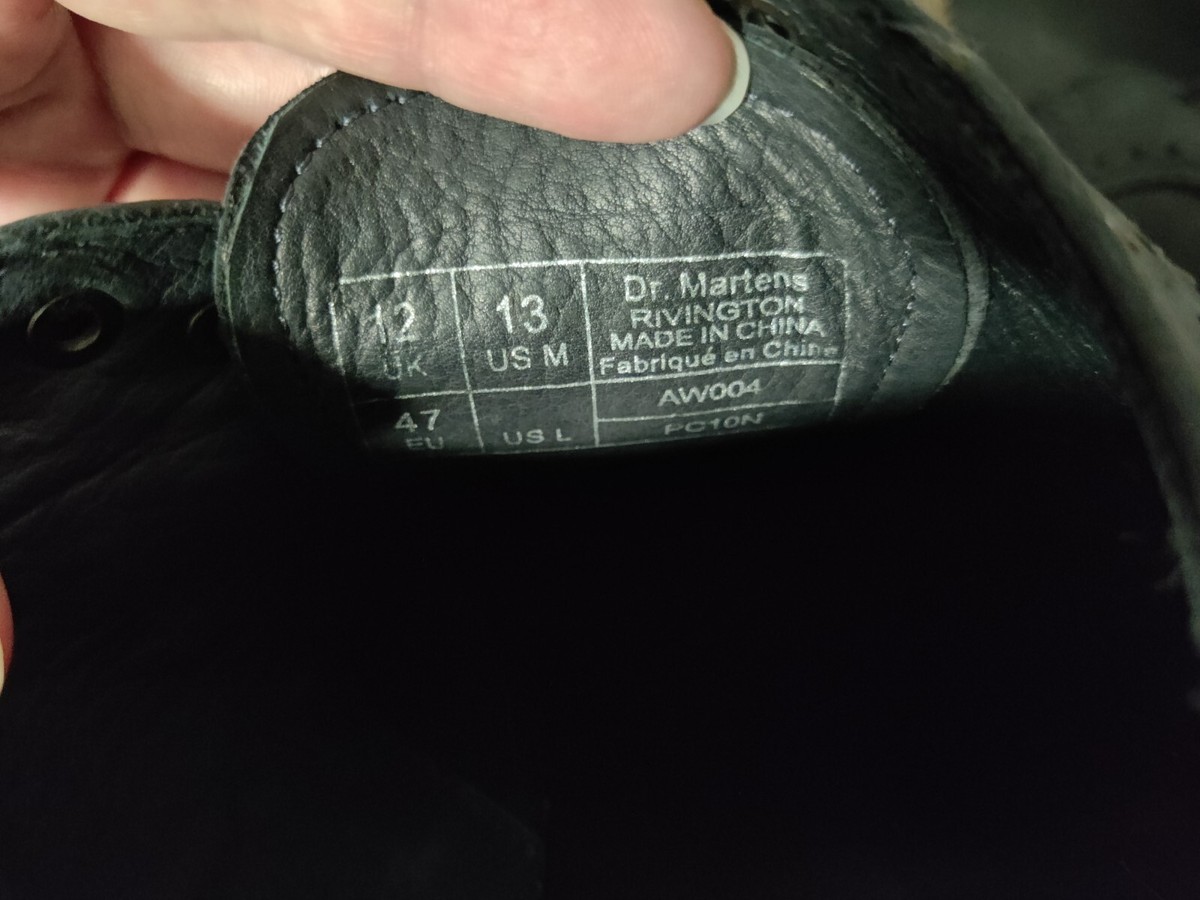 12
UK
13
US M
Dr. Martens
RIVINGTON
MADE IN CHINA
Fabriqué en Chine
47
EU
US L
AW004
PC10N